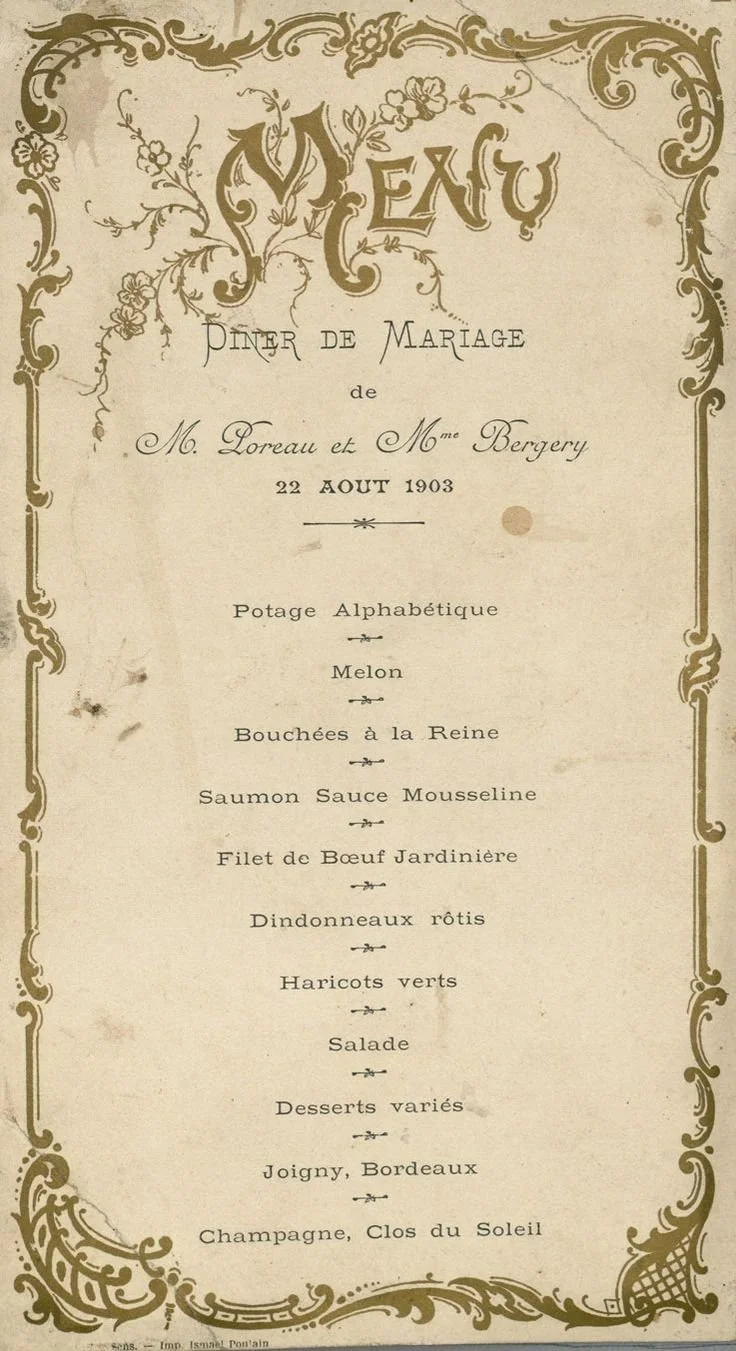 MENU
DINER DE MARIAGE
de
M. Poreau et Mme Bergery
22 AOUT 1903
Potage Alphabétique
Melon
Bouchées à la Reine
Saumon Sauce Mousseline
Filet de Bœuf Jardinière
Dindonneaux rôtis
Haricots verts
Salade
Desserts variés
Joigny, Bordeaux
Champagne, Clos du Soleil
Sens. — Imp. Ismael Poulain